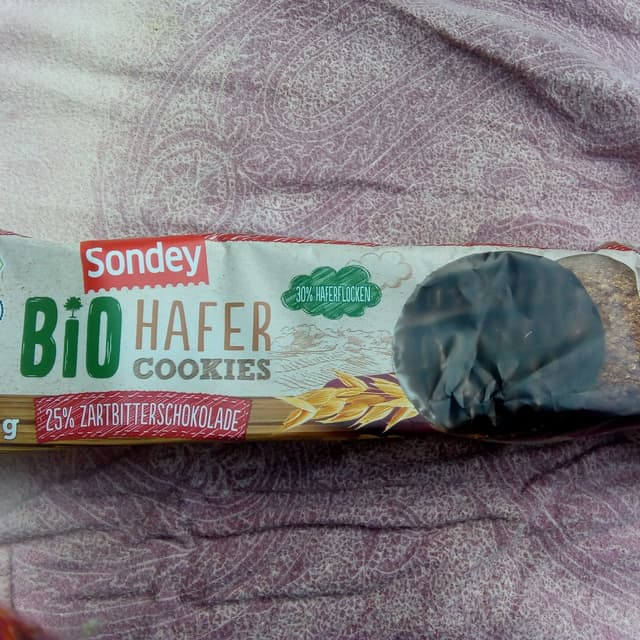 Sondey
BiO HAFER
COOKIES
30% HAFERFLOCKEN
g
25% ZARTBITTERSCHOKOLADE